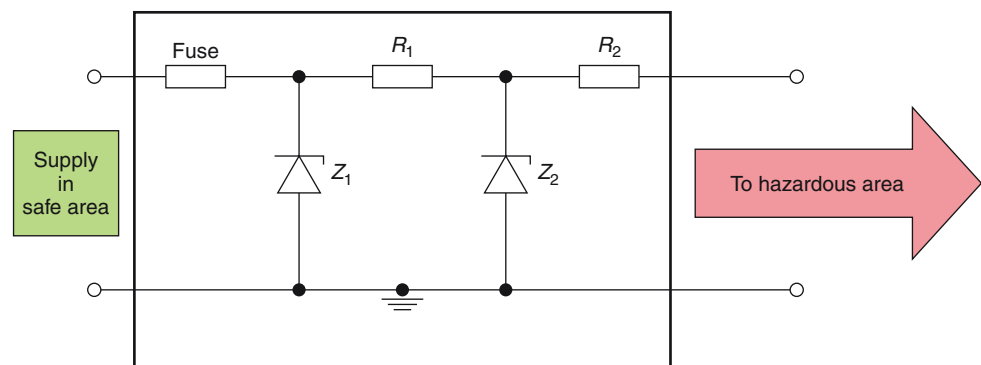 Fuse
R1
R2
Supply
in
safe area
Z1
Z2
To hazardous area